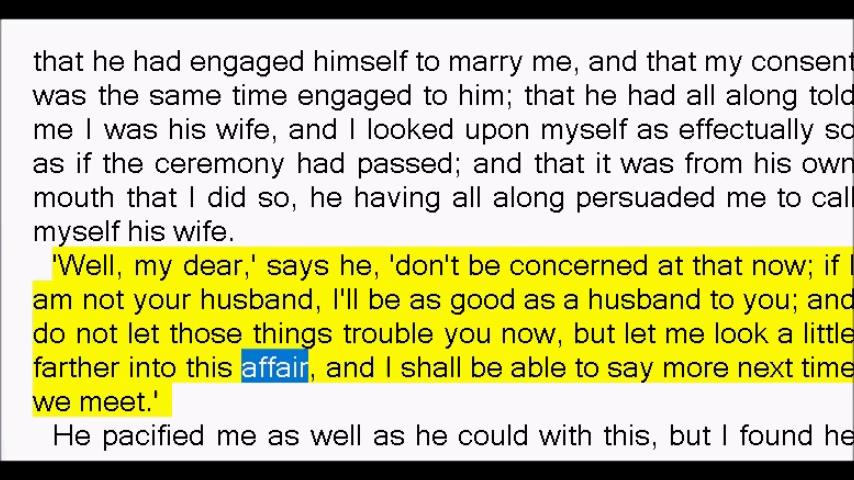 that he had engaged himself to marry me, and that my consent
was the same time engaged to him; that he had all along told
me I was his wife, and I looked upon myself as effectually so
as if the ceremony had passed; and that it was from his own
mouth that I did so, he having all along persuaded me to call
myself his wife.
'Well, my dear,' says he, 'don't be concerned at that now; if I
am not your husband, I'll be as good as a husband to you; and
do not let those things trouble you now, but let me look a little
farther into this affair, and I shall be able to say more next time
we meet.'
He pacified me as well as he could with this, but I found he